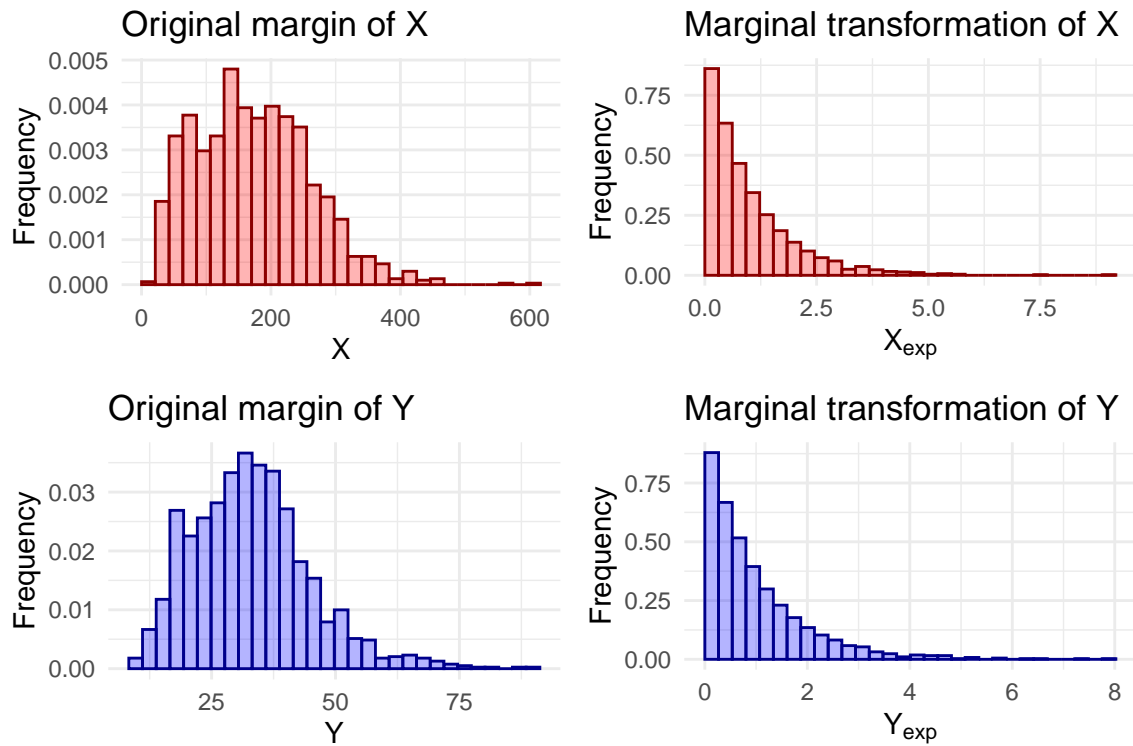 Original margin of X
Frequency
0.005
0.004
0.003
0.002
0.001
0.000
0
200
400
600
X
Marginal transformation of X
Frequency
0.75
0.50
0.25
0.00
0.0
2.5
5.0
7.5
Xexp
Original margin of Y
Frequency
0.03
0.02
0.01
0.00
25
50
75
Y
Marginal transformation of Y
Frequency
0.75
0.50
0.25
0.00
0
2
4
6
8
Yexp